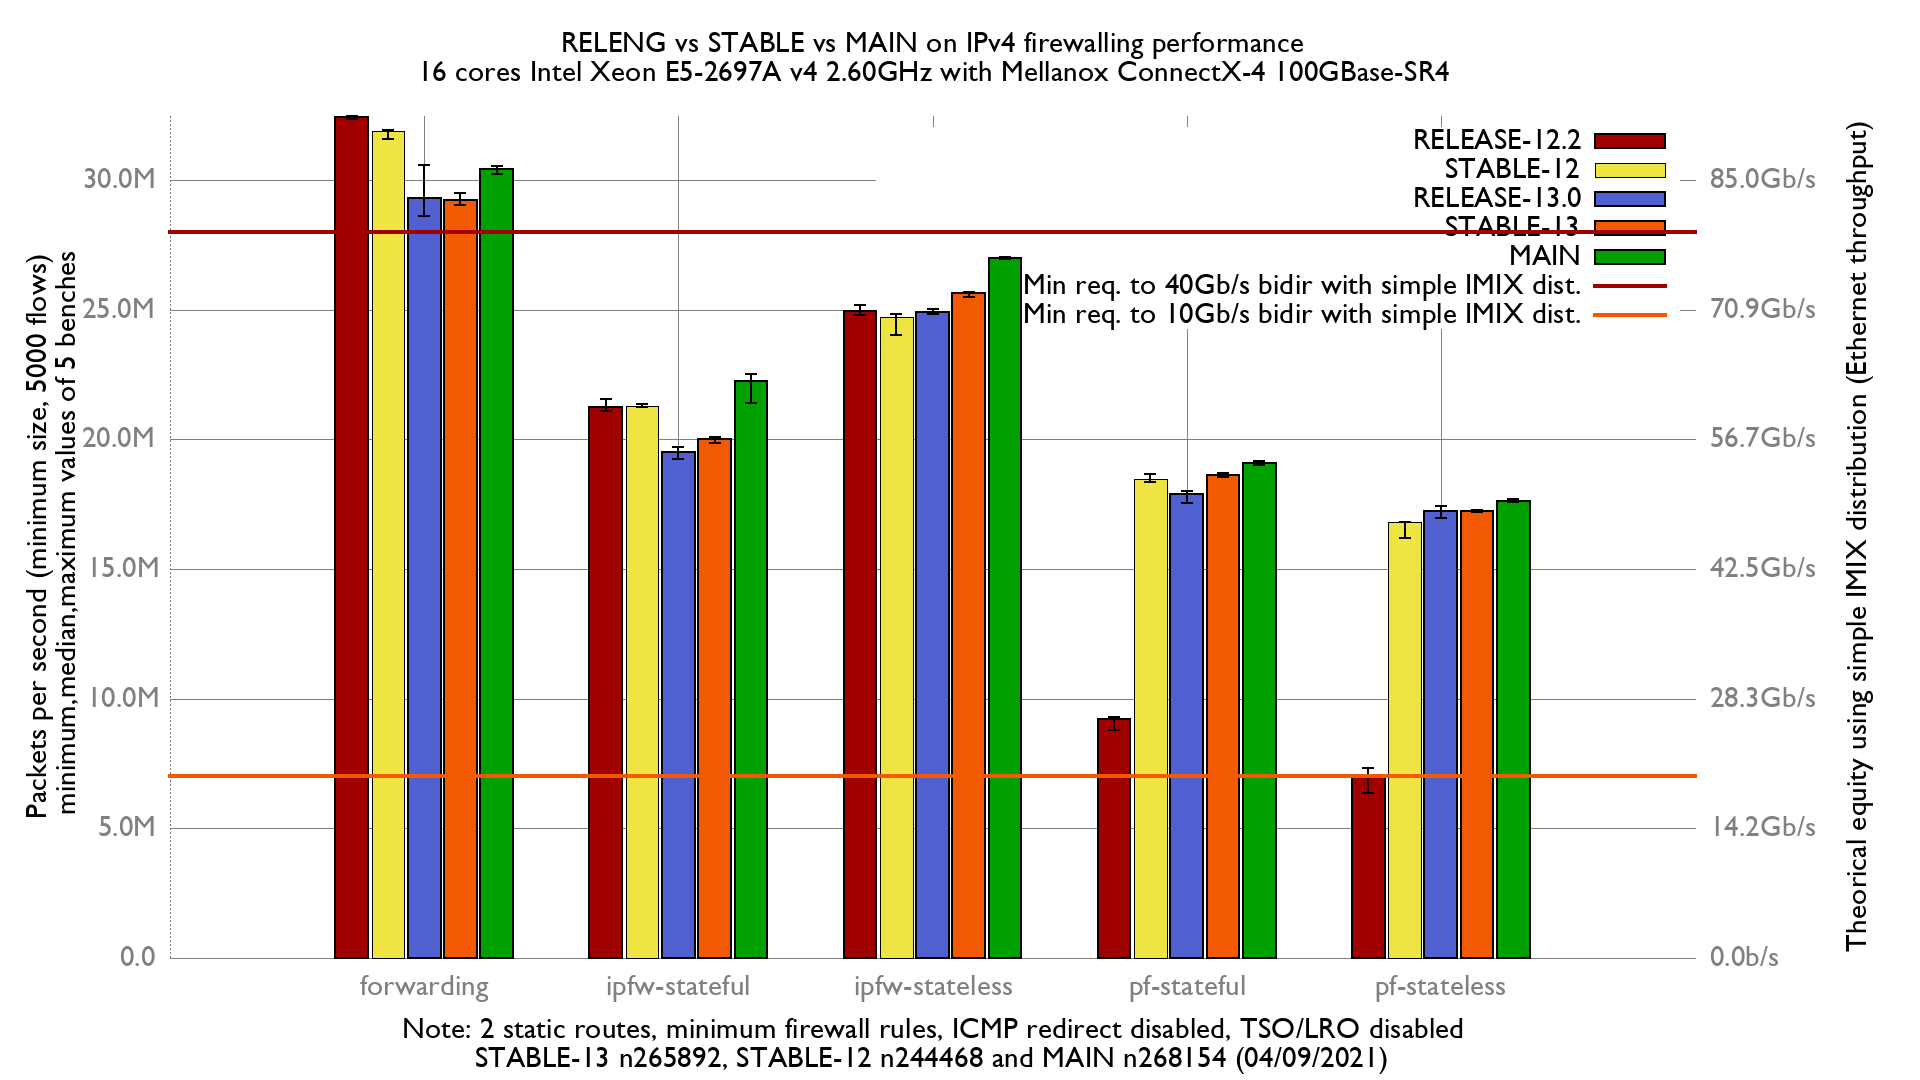 RELENG vs STABLE vs MAIN on IPv4 firewalling performance
16 cores Intel Xeon E5-2697A v4 2.60GHz with Mellanox ConnectX-4 100GBase-SR4
RELEASE-12.2
STABLE-12
RELEASE-13.0
STABLE-13
MAIN
Min req. to 40Gb/s bidir with simple IMIX dist.
Min req. to 10Gb/s bidir with simple IMIX dist.
Packets per second (minimum size, 5000 flows)
minimum,median,maximum values of 5 benches
30.0M
25.0M
20.0M
15.0M
10.0M
5.0M
0.0
85.0Gb/s
70.9Gb/s
56.7Gb/s
42.5Gb/s
28.3Gb/s
14.2Gb/s
0.0b/s
Theorical equity using simple IMIX distribution (Ethernet throughput)
forwarding
ipfw-stateful
ipfw-stateless
pf-stateful
pf-stateless
Note: 2 static routes, minimum firewall rules, ICMP redirect disabled, TSO/LRO disabled
STABLE-13 n265892, STABLE-12 n244468 and MAIN n268154 (04/09/2021)